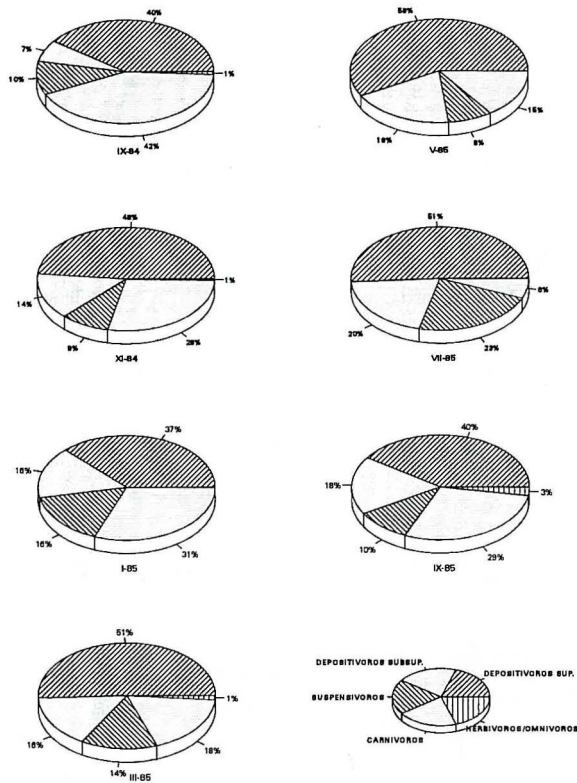 40%
7%
10%
1%
42%
IX-84
58%
19%
8%
15%
V-85
48%
14%
9%
1%
28%
XI-84
51%
20%
23%
6%
VII-85
37%
16%
16%
31%
I-85
40%
18%
10%
3%
29%
IX-85
51%
16%
14%
1%
18%
III-85
DEPOSITIVOROS SUBSUP.
DEPOSITIVOROS SUP.
SUSPENSIVOROS
HERBIVOROS/OMNIVOROS
CARNIVOROS